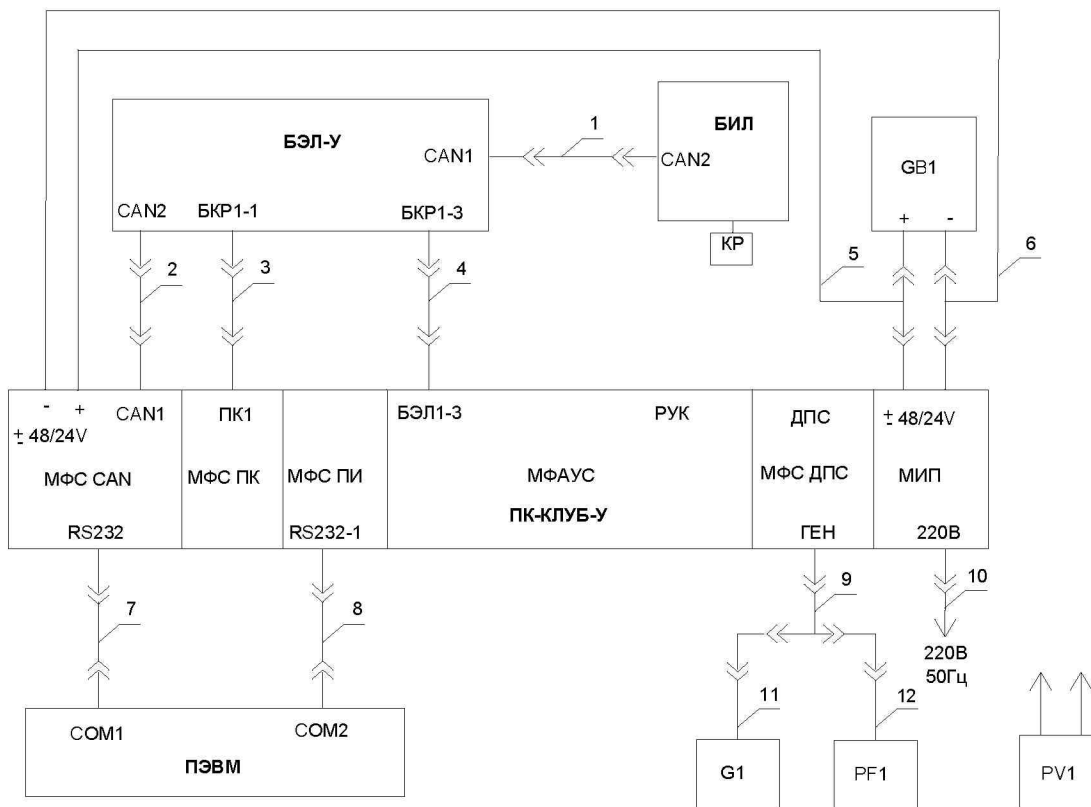 БЭЛ-У
CAN1
CAN2
БКР1-1
БКР1-3
1
БИЛ
CAN2
КР
GB1
+ -
2
3
4
5
6
- +
± 48/24V
CAN1
МФС CAN
RS232
ПК1
МФС ПК
МФС ПИ
RS232-1
БЭЛ1-3
РУК
МФАУС
ПК-КЛУБ-У
ДПС
МФС ДПС
ГЕН
± 48/24V
МИП
220В
7
8
9
10
220В
50Гц
COM1
COM2
ПЭВМ
11
12
G1
PF1
PV1